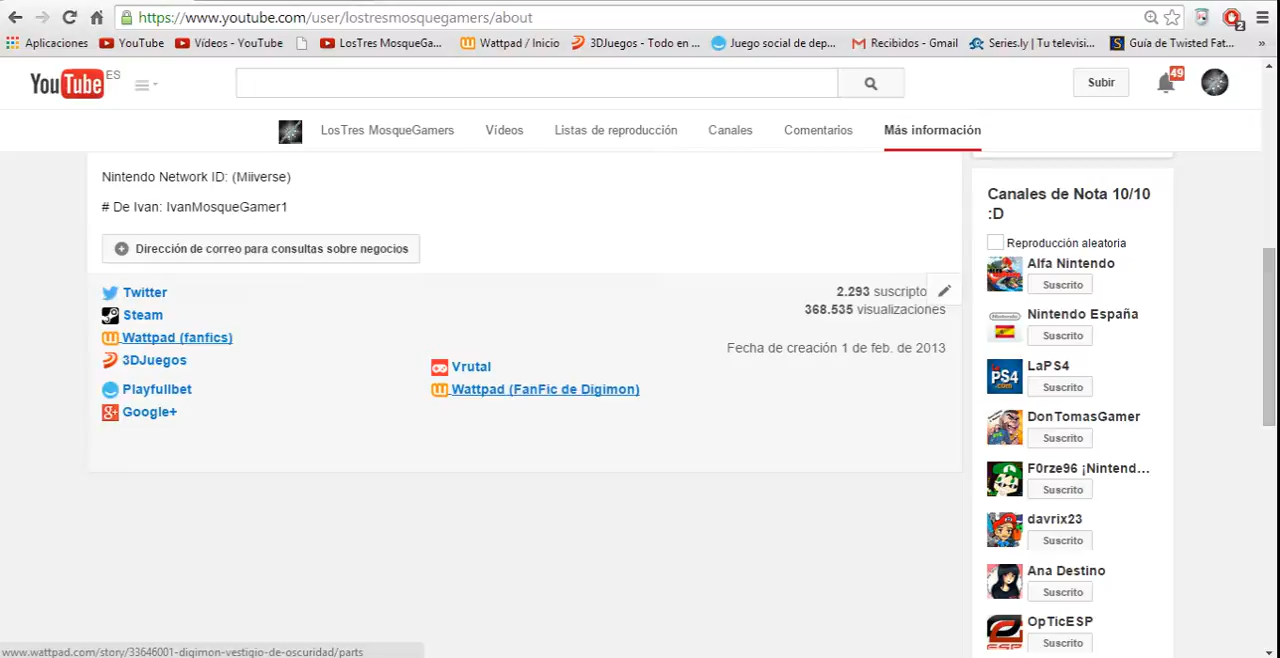 https://www.youtube.com/user/lostresmosquegamers/about
2
Aplicaciones YouTube Vídeos - YouTube LosTres MosqueGa... Wattpad / Inicio 3DJuegos - Todo en ... Juego social de dep... Recibidos - Gmail Series.ly | Tu televisi... Guía de Twisted Fat... »
YouTube ES
Subir
49
LosTres MosqueGamers Vídeos Listas de reproducción Canales Comentarios Más información
Nintendo Network ID: (Miiverse)
# De Ivan: IvanMosqueGamer1
Dirección de correo para consultas sobre negocios
Twitter
Steam
Wattpad (fanfics)
3DJuegos
Playfullbet
Google+
Vrutal
Wattpad (FanFic de Digimon)
2.293 suscripto
368.535 visualizaciones
Fecha de creación 1 de feb. de 2013
Canales de Nota 10/10
:D
Reproducción aleatoria
Alfa Nintendo
Suscrito
Nintendo España
Suscrito
LaPS4
Suscrito
DonTomasGamer
Suscrito
F0rze96 ¡Nintend...
Suscrito
davrix23
Suscrito
Ana Destino
Suscrito
OpTicESP
Suscrito
www.wattpad.com/story/33646001-digimon-vestigio-de-oscuridad/parts